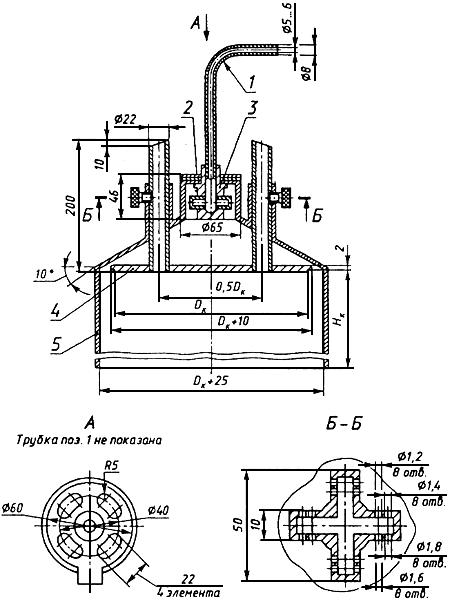 A
Ø5...6
Ø8
1
Ø22
2
3
10
200
46
Б
Б
Ø65
10°
2
4
0,5Dк
Dк
Dк+10
5
Hк
Dк+25
А
Трубка поз. 1 не показана
R5
Ø60
Ø40
22
4 элемента
Б-Б
Ø1,2
8 отв.
Ø1,4
8 отв.
50
10
Ø1,8
8 отв.
Ø1,6
8 отв.